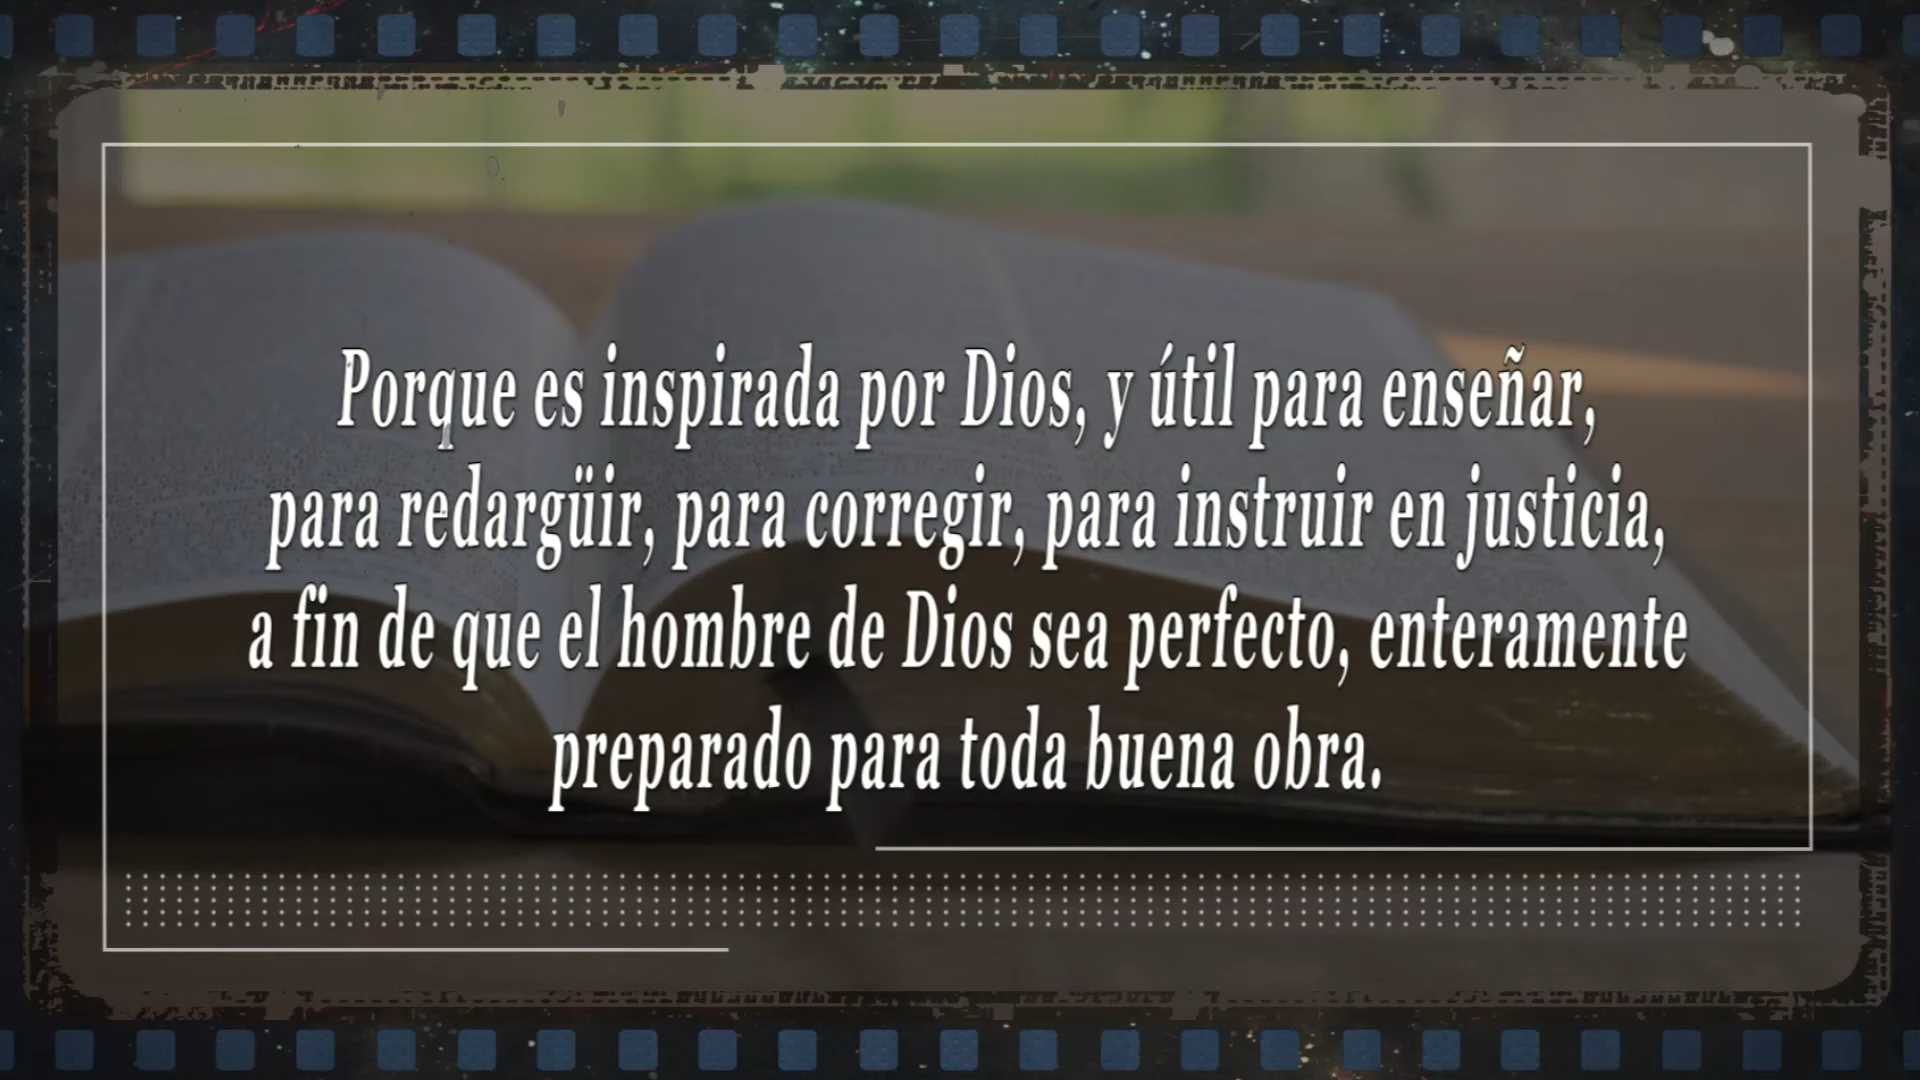 Porque es inspirada por Dios, y útil para enseñar,
para redargüir, para corregir, para instruir en justicia,
a fin de que el hombre de Dios sea perfecto, enteramente
preparado para toda buena obra.